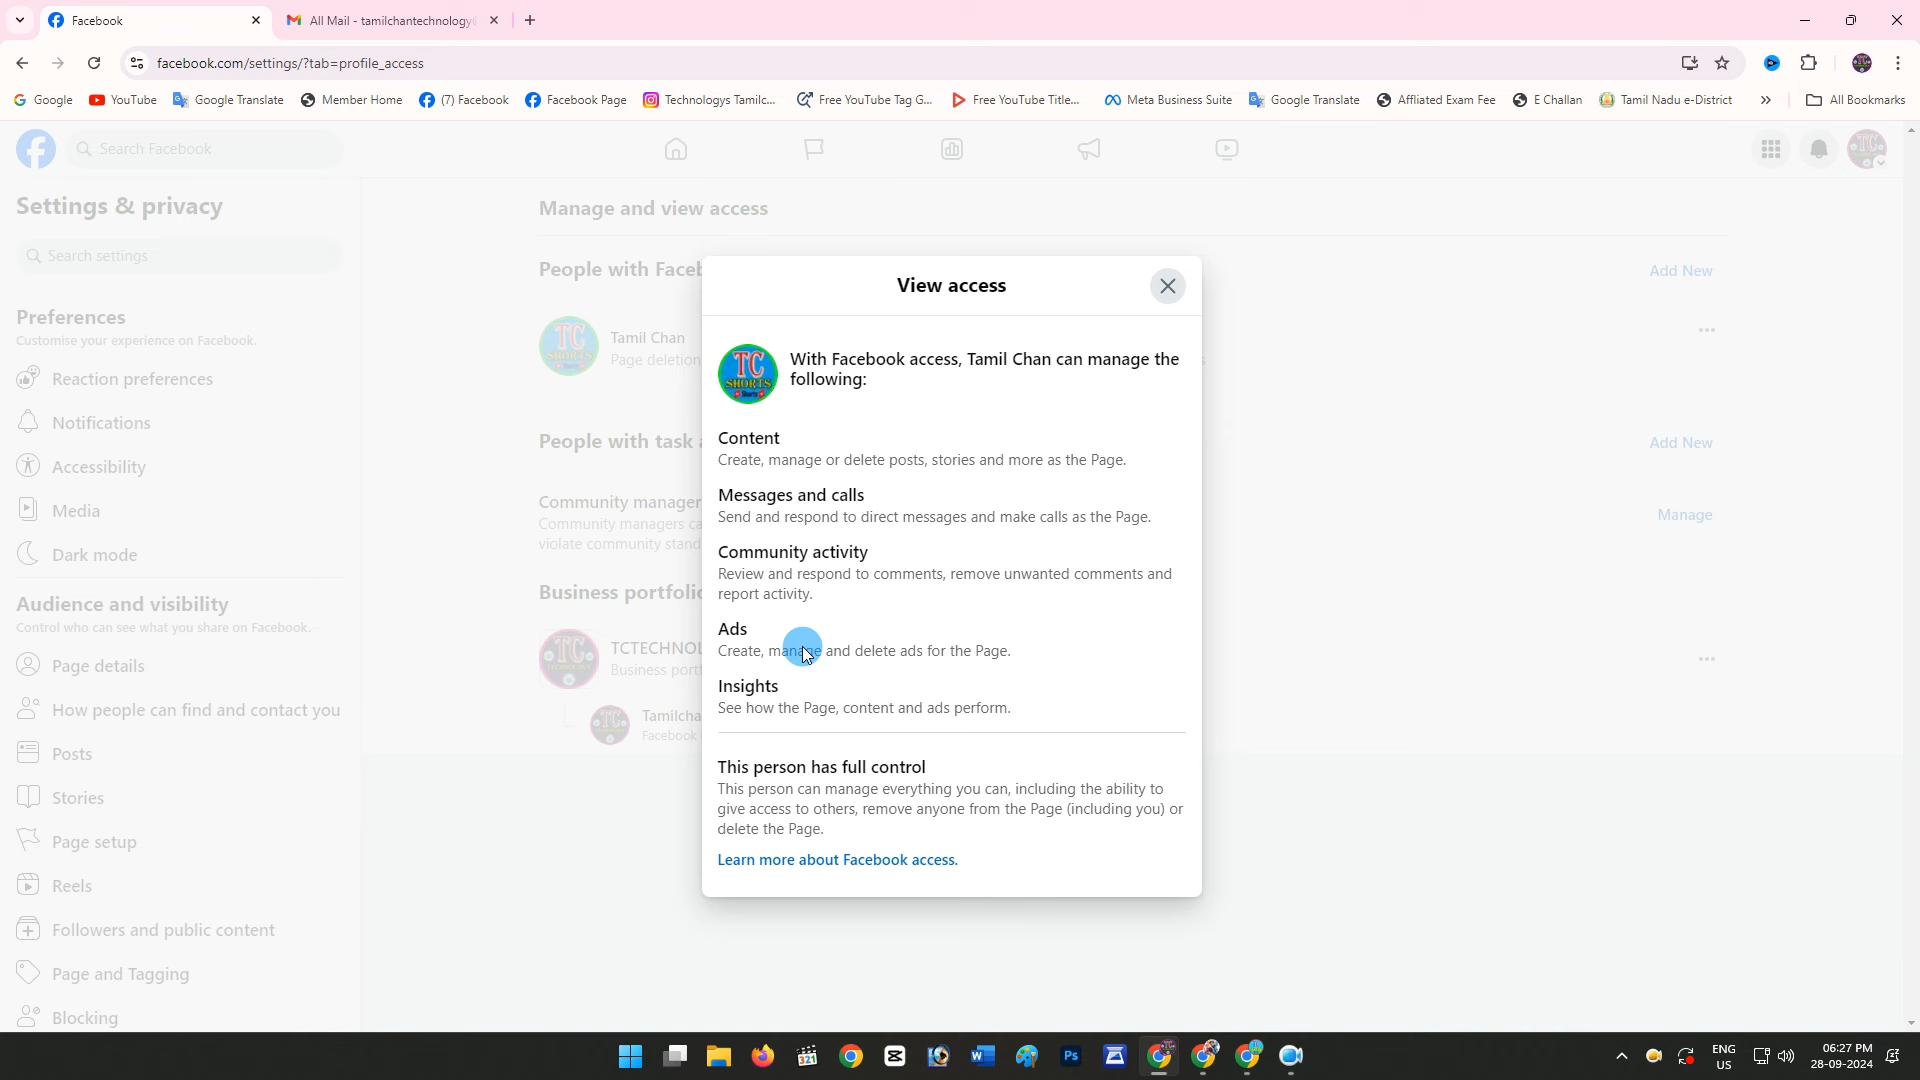 Facebook
All Mail - tamilchantechnology
facebook.com/settings/?tab=profile_access
Google
YouTube
Google Translate
Member Home
(7) Facebook
Facebook Page
Technologys Tamilc...
Free YouTube Tag G...
Free YouTube Title...
Meta Business Suite
Google Translate
Affliated Exam Fee
E Challan
Tamil Nadu e-District
All Bookmarks
Search Facebook
Settings & privacy
Search settings
Preferences
Customise your experience on Facebook.
Reaction preferences
Notifications
Accessibility
Media
Dark mode
Audience and visibility
Control who can see what you share on Facebook.
Page details
How people can find and contact you
Posts
Stories
Page setup
Reels
Followers and public content
Page and Tagging
Blocking
Manage and view access
People with Faceb
Add New
Tamil Chan
Page deletion
People with task a
Add New
Community manager
Community managers ca
violate community stand
Manage
Business portfolio
TCTECHNOL
Business portf
Tamilcha
Facebook
View access
TC
SHORTS
Shorts
With Facebook access, Tamil Chan can manage the
following:
Content
Create, manage or delete posts, stories and more as the Page.
Messages and calls
Send and respond to direct messages and make calls as the Page.
Community activity
Review and respond to comments, remove unwanted comments and
report activity.
Ads
Create, manage and delete ads for the Page.
Insights
See how the Page, content and ads perform.
This person has full control
This person can manage everything you can, including the ability to
give access to others, remove anyone from the Page (including you) or
delete the Page.
Learn more about Facebook access.
ENG
US
06:27 PM
28-09-2024